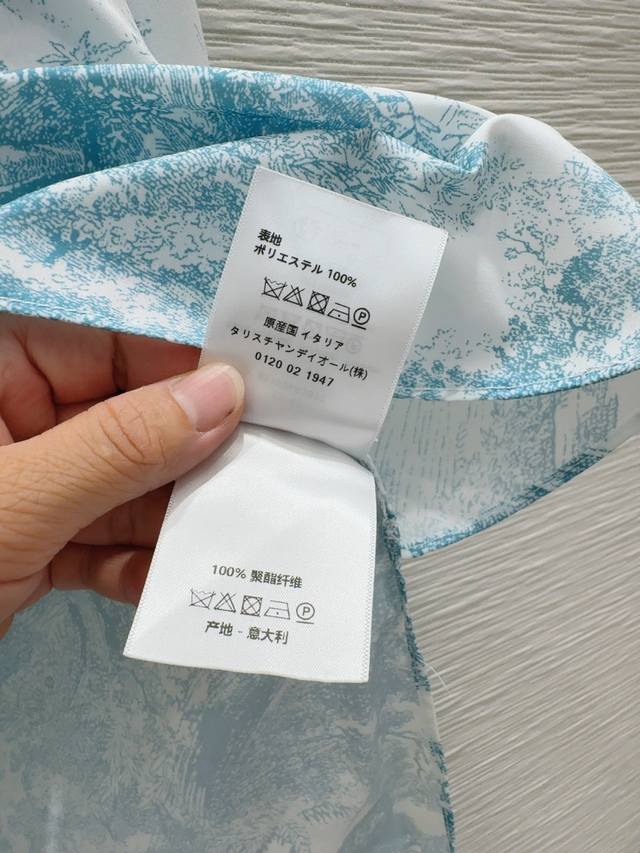 表地
ポリエステル 100%
P
原産国 イタリア
タリスチャンディオール(株)
0120 02 1947
100% 聚酯纤维
P
产地 - 意大利